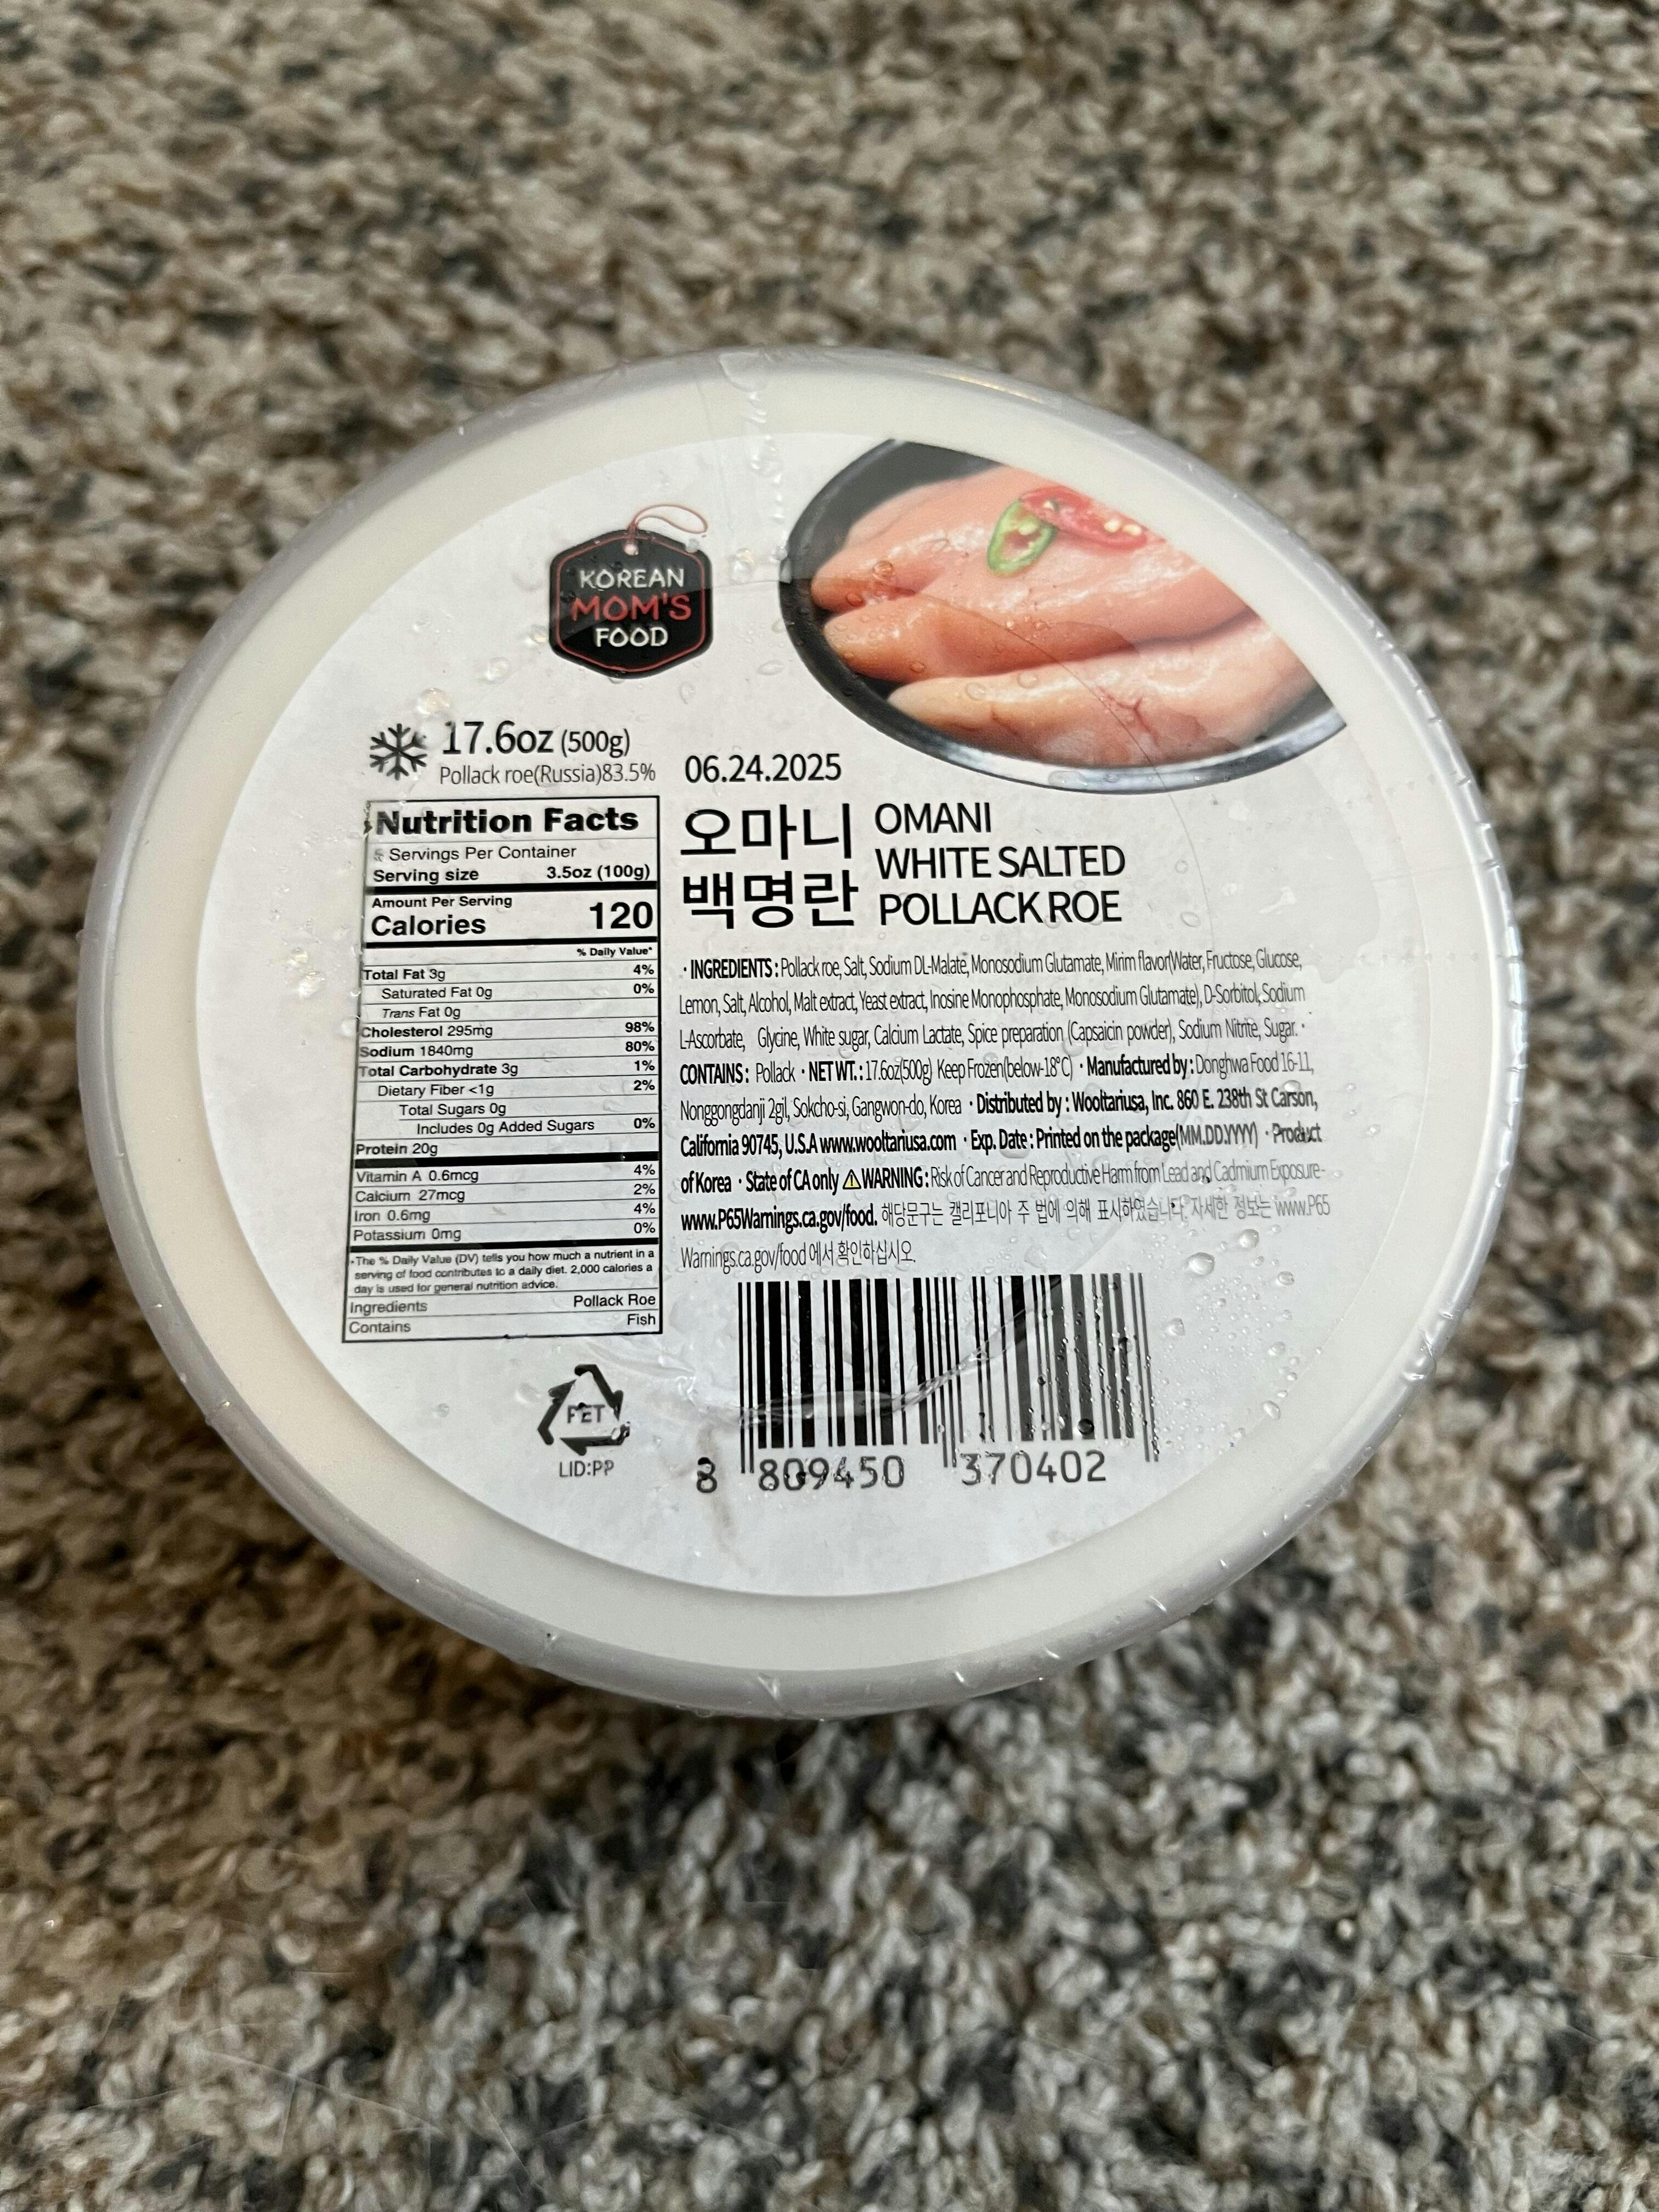 KOREAN
MOM'S
FOOD
17.6oz (500g)
Pollack roe(Russia)83.5%
06.24.2025
오마니
백명란
OMANI
WHITE SALTED
POLLACK ROE
Nutrition Facts
5 Servings Per Container
Serving size 3.5oz (100g)
Amount Per Serving
Calories 120
% Daily Value*
Total Fat 3g 4%
Saturated Fat 0g 0%
Trans Fat 0g
Cholesterol 295mg 98%
Sodium 1840mg 80%
Total Carbohydrate 3g 1%
Dietary Fiber <1g 2%
Total Sugars 0g
Includes 0g Added Sugars 0%
Protein 20g
Vitamin A 0.6mcg 4%
Calcium 27mcg 2%
Iron 0.6mg 4%
Potassium 0mg 0%
*The % Daily Value (DV) tells you how much a nutrient in a
serving of food contributes to a daily diet. 2,000 calories a
day is used for general nutrition advice.
Ingredients Pollack Roe
Contains Fish
· INGREDIENTS : Pollack roe, Salt, Sodium DL-Malate, Monosodium Glutamate, Mirim flavor(Water, Fructose, Glucose,
Lemon, Salt, Alcohol, Malt extract, Yeast extract, Inosine Monophosphate, Monosodium Glutamate), D-Sorbitol, Sodium
L-Ascorbate, Glycine, White sugar, Calcium Lactate, Spice preparation (Capsaicin powder), Sodium Nitrite, Sugar. ·
CONTAINS : Pollack · NET WT. : 17.6oz(500g) Keep Frozen(below-18°C) · Manufactured by : Donghwa Food 16-11,
Nonggongdanji 2gil, Sokcho-si, Gangwon-do, Korea · Distributed by : Wooltariusa, Inc. 860 E. 238th St Carson,
California 90745, U.S.A www.wooltariusa.com · Exp. Date : Printed on the package(MM.DD.YYYY) · Product
of Korea · State of CA only ⚠WARNING : Risk of Cancer and Reproductive Harm from Lead and Cadmium Exposure-
www.P65Warnings.ca.gov/food. 해당문구는 캘리포니아 주 법에 의해 표시하였습니다. 자세한 정보는 www.P65
Warnings.ca.gov/food 에서 확인하십시오.
PET
LID:PP
8 809450 370402